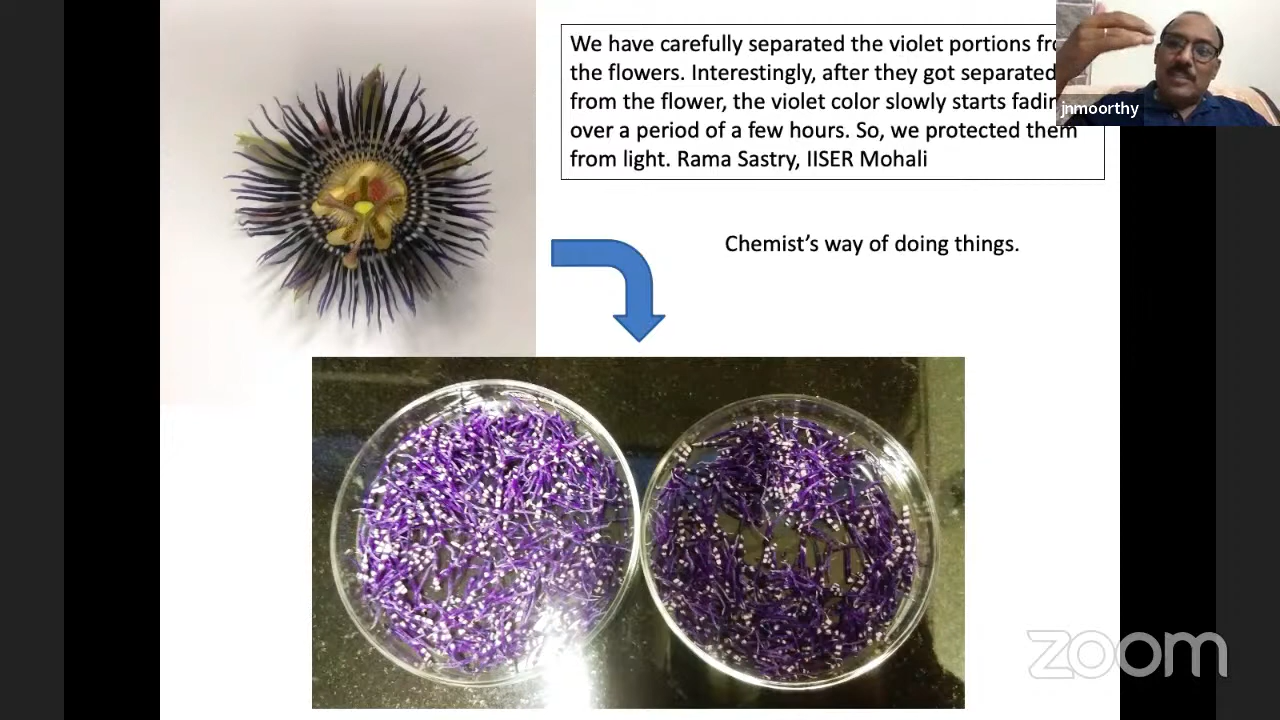 We have carefully separated the violet portions
the flowers. Interestingly, after they got separated
from the flower, the violet color slowly starts
over a period of a few hours. So, we protected them
from light. Rama Sastry, IISER Mohali
jnmoorthy
Chemist’s way of doing things.
zoom